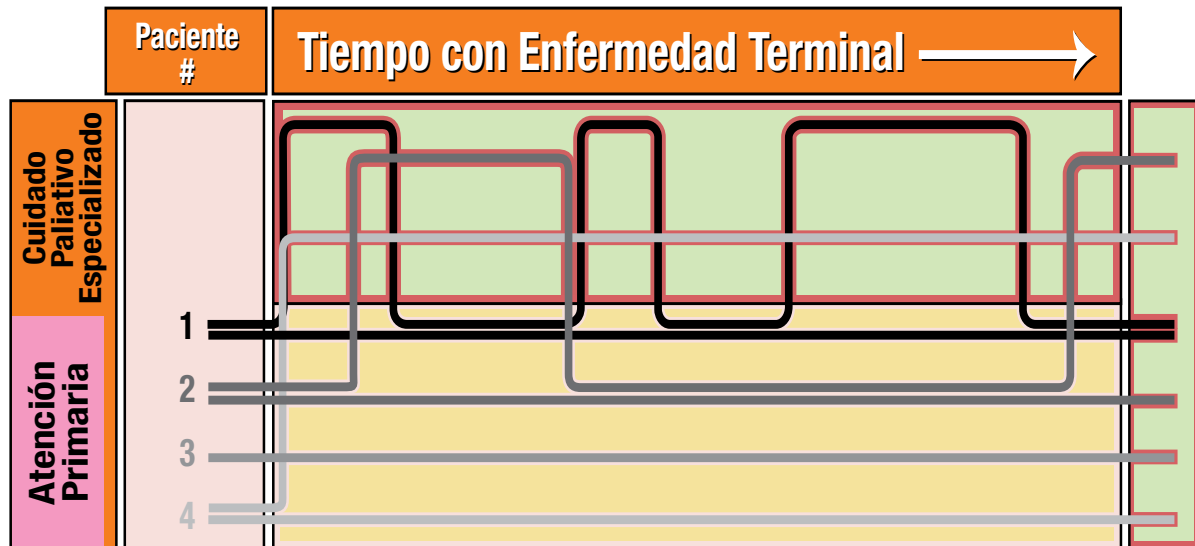 Paciente
#
Tiempo con Enfermedad Terminal
Cuidado
Paliativo
Especializado
Atención
Primaria
1
2
3
4